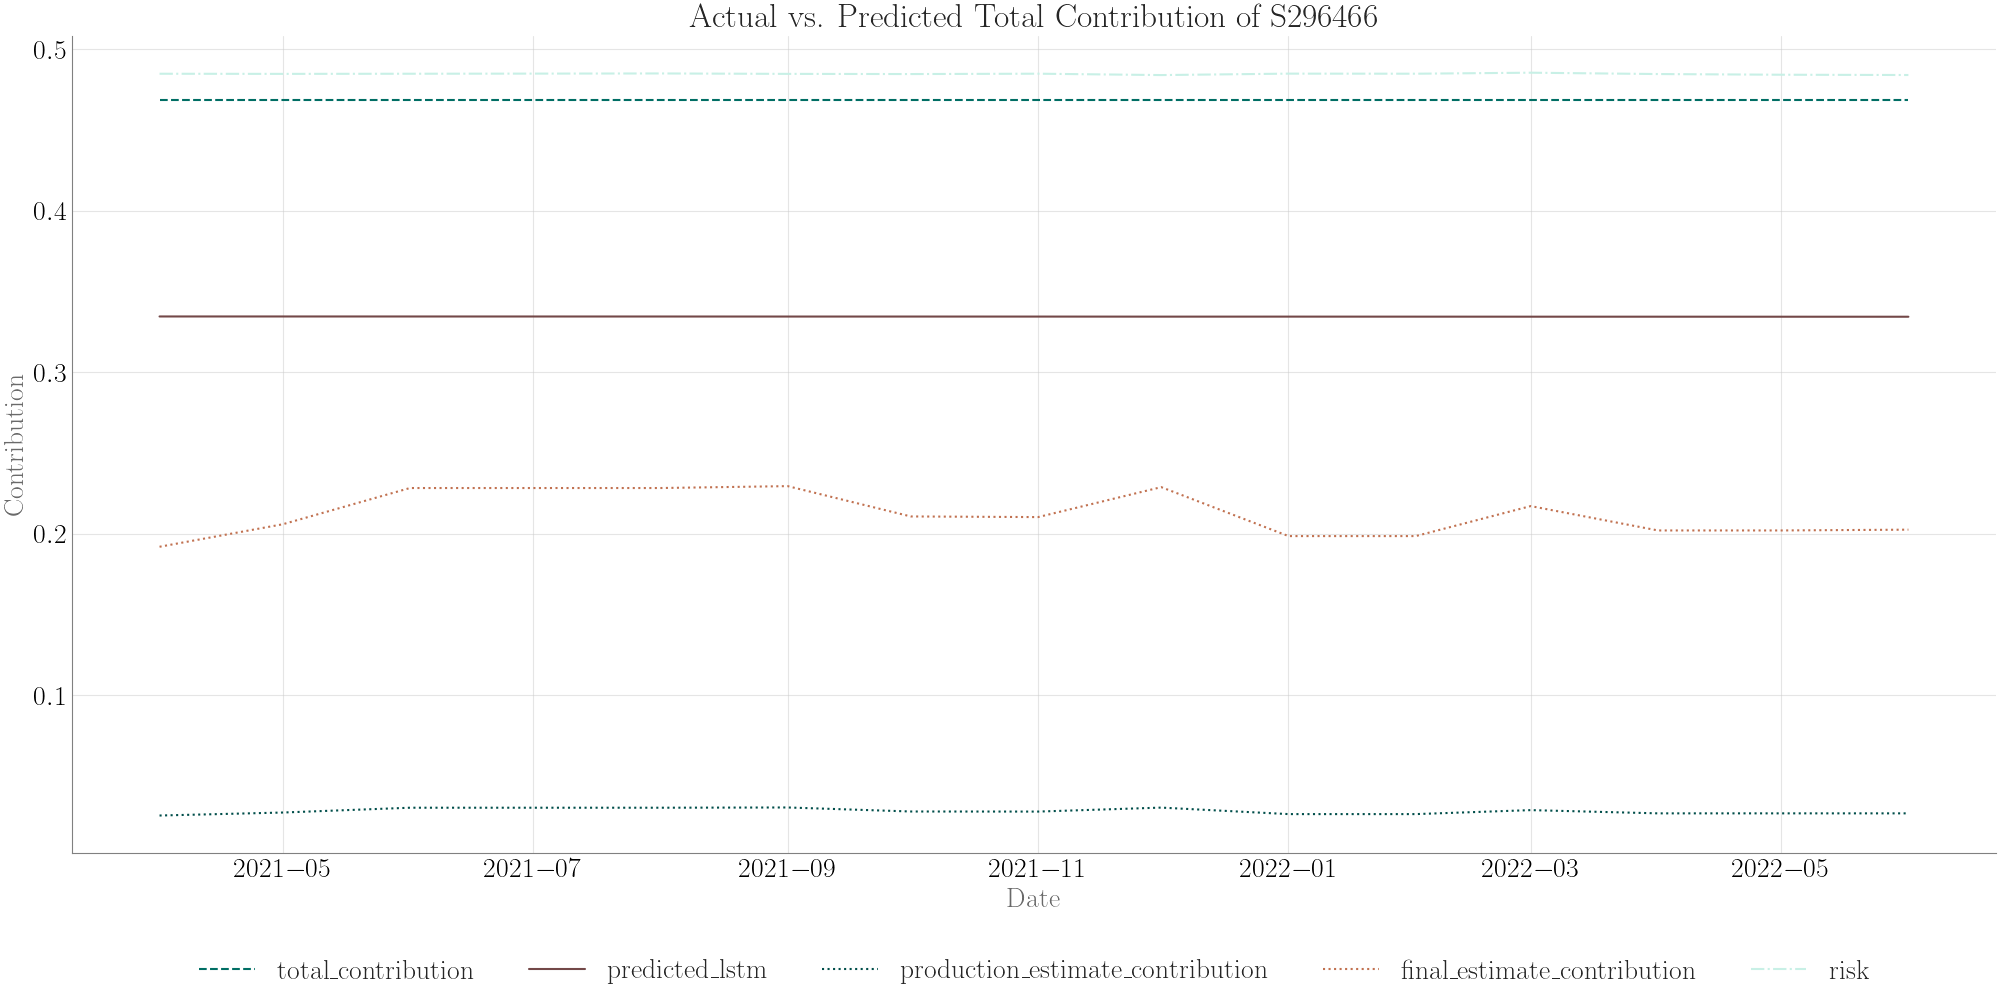 Actual vs. Predicted Total Contribution of S296466
0.5
0.4
0.3
0.2
0.1
Contribution
2021–05 2021–07 2021–09 2021–11 2022–01 2022–03 2022–05
Date
total_contribution predicted_lstm production_estimate_contribution final_estimate_contribution risk